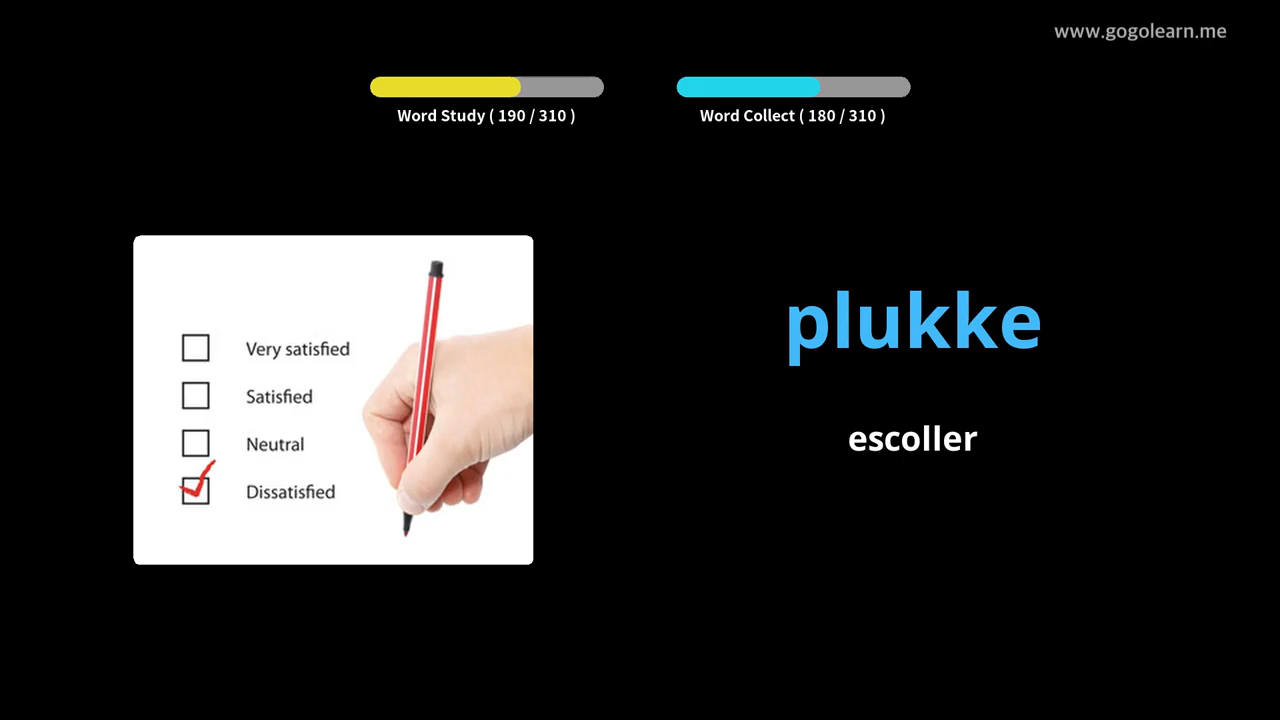 www.gogolearn.me
Word Study ( 190 / 310 )
Word Collect ( 180 / 310 )
Very satisfied
Satisfied
Neutral
Dissatisfied
plukke
escoller